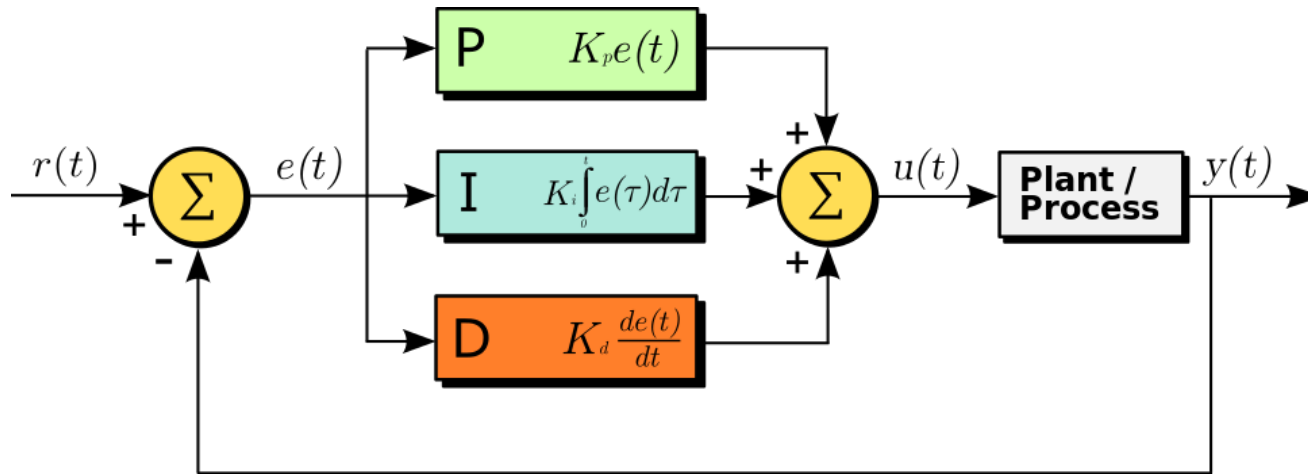 P K_p e(t)
r(t)
+
-
Σ
e(t)
I K_i ∫_0^t e(τ)dτ
D K_d de(t)/dt
+
+
+
Σ
u(t)
Plant /
Process
y(t)